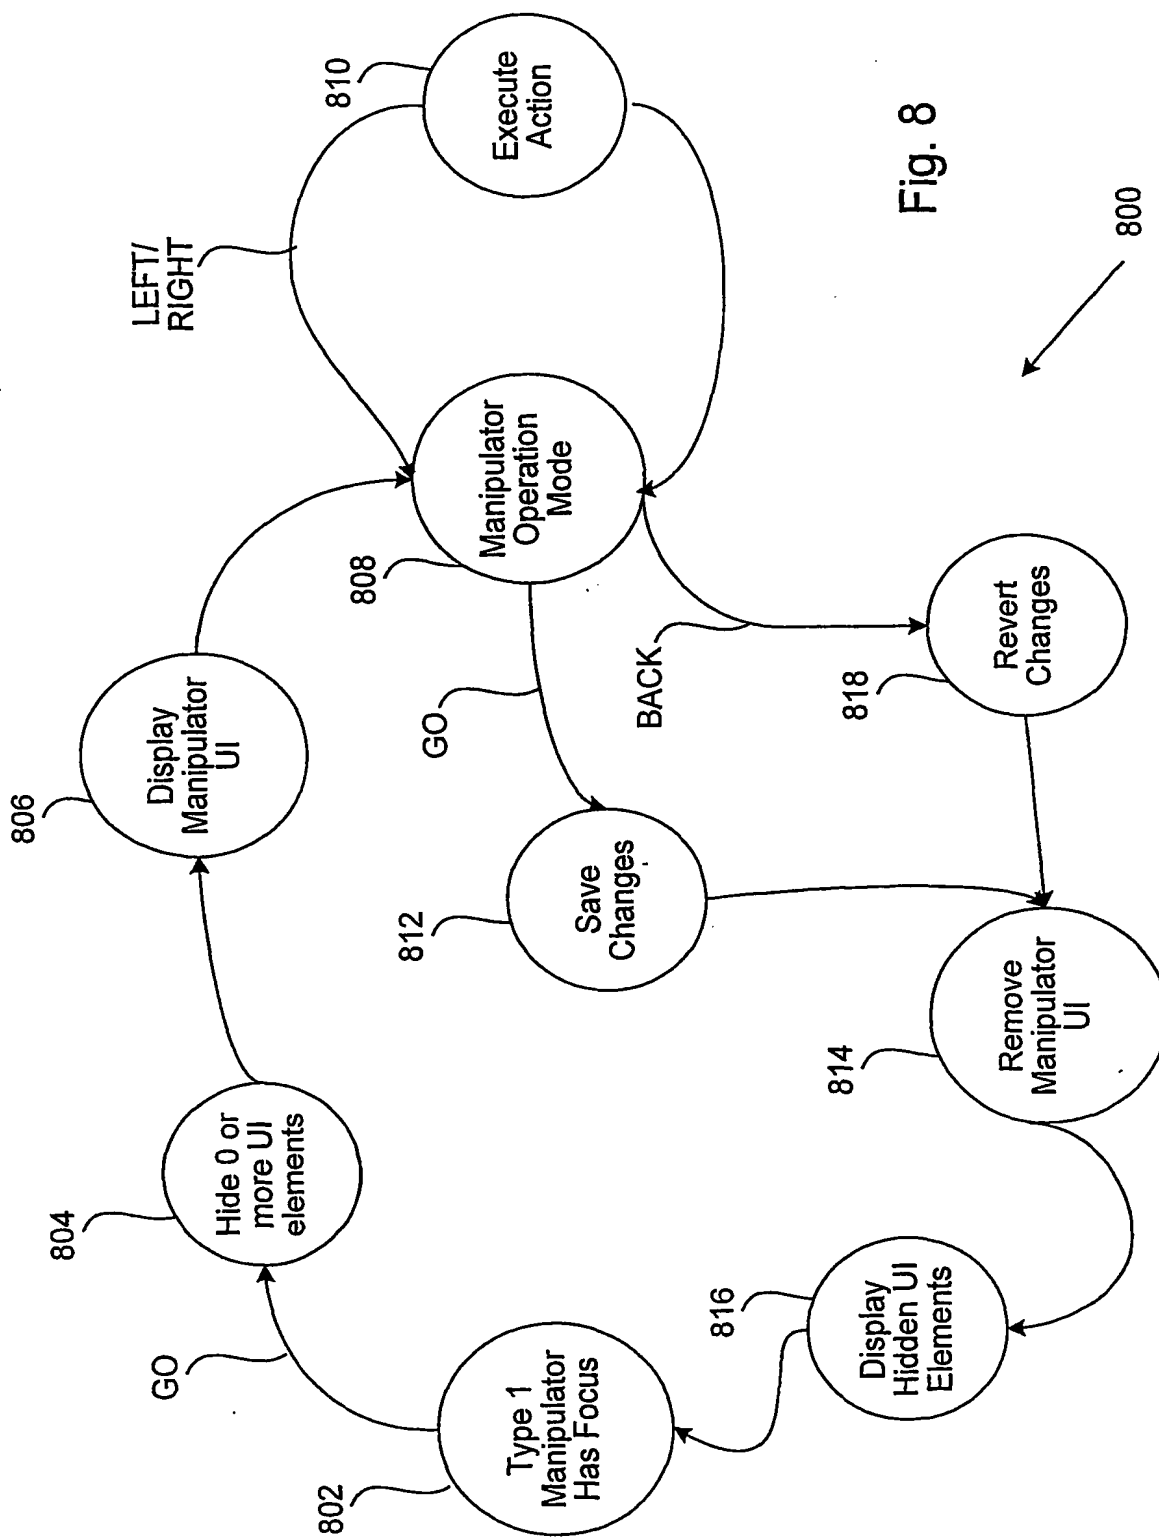 802
Type 1
Manipulator
Has Focus
GO
804
Hide 0 or
more UI
elements
806
Display
Manipulator
UI
808
Manipulator
Operation
Mode
LEFT/
RIGHT
810
Execute
Action
GO
812
Save
Changes
BACK
818
Revert
Changes
814
Remove
Manipulator
UI
816
Display
Hidden UI
Elements
Fig. 8
800